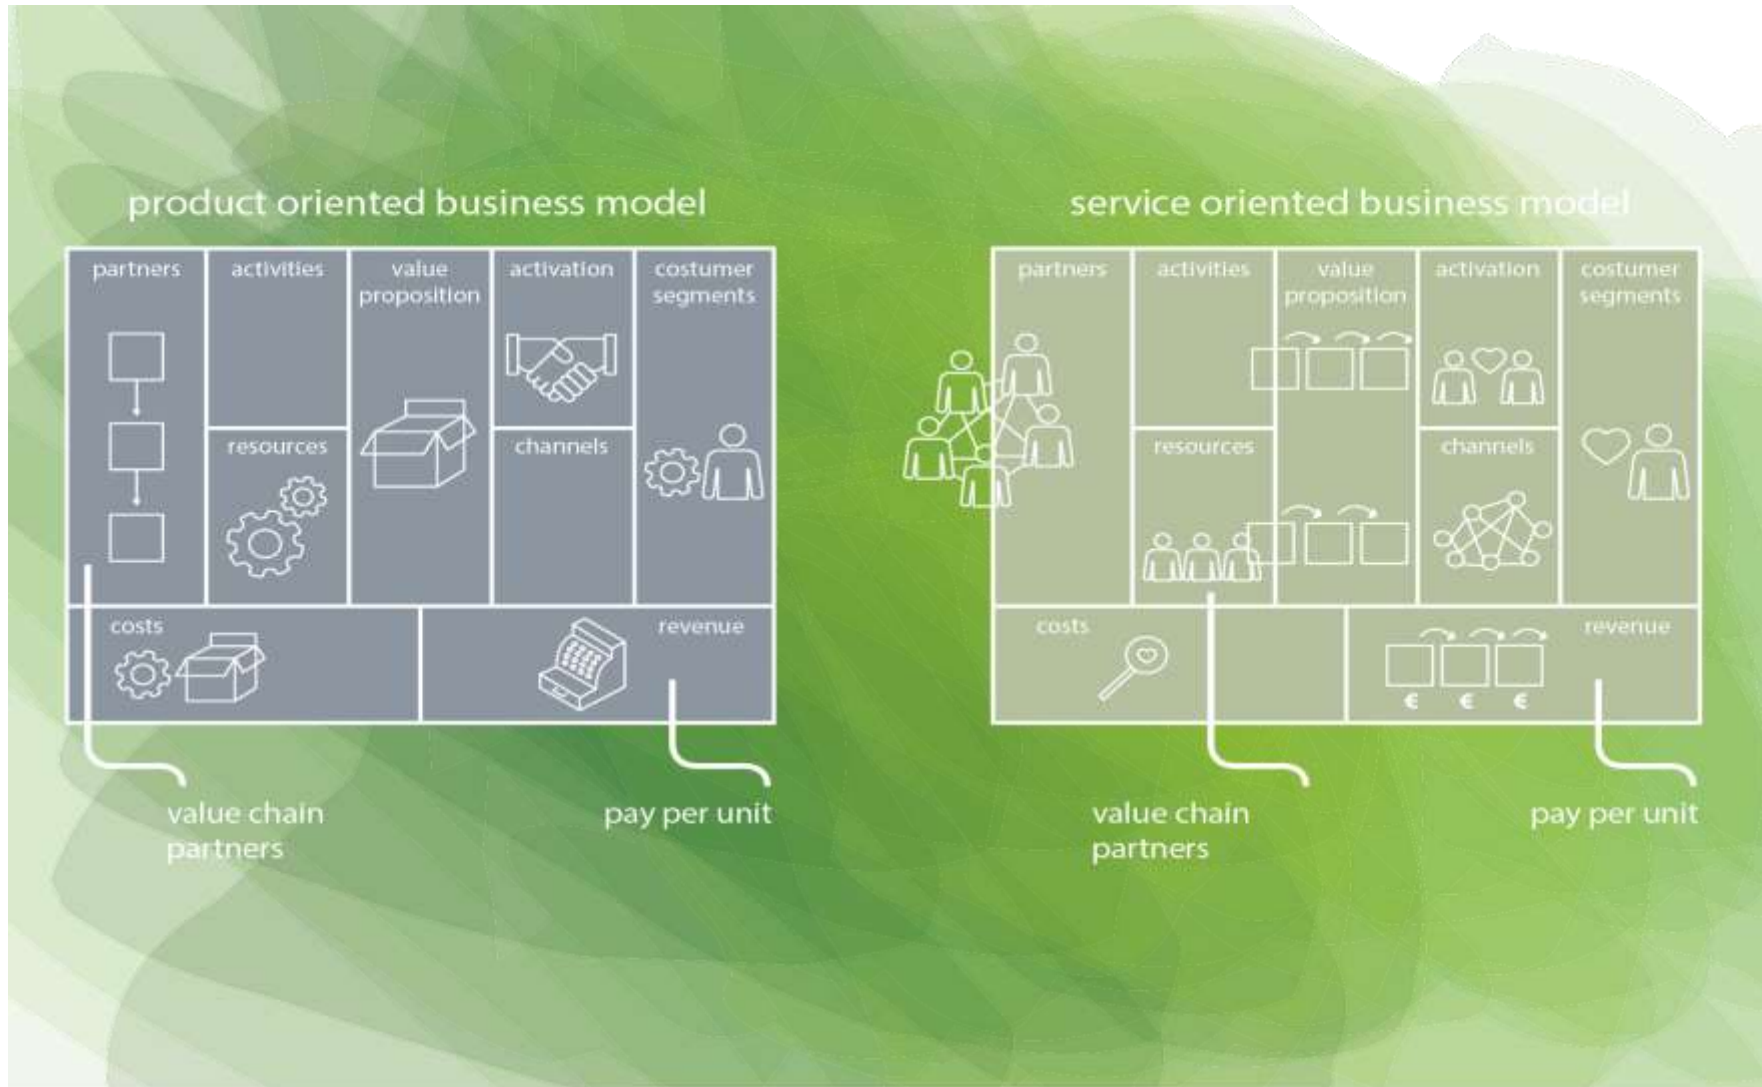 product oriented business model
partners
activities
value
proposition
activation
costumer
segments
resources
channels
costs
revenue
value chain
partners
pay per unit
service oriented business model
partners
activities
value
proposition
activation
costumer
segments
resources
channels
costs
revenue
€ € €
value chain
partners
pay per unit